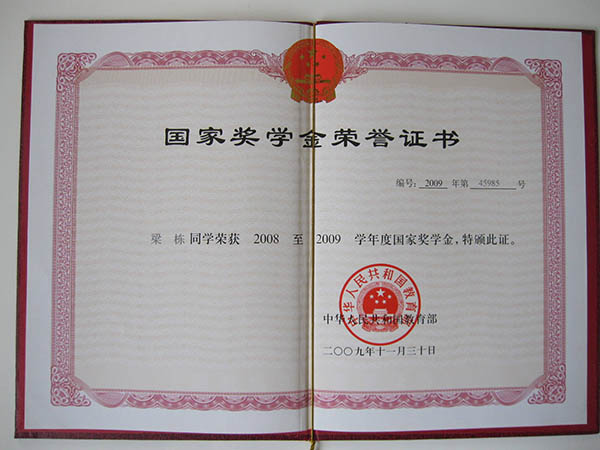 国家奖学金荣誉证书
编号: 2009 年第 45985 号
梁 栋 同学荣获 2008 至 2009 学年度国家奖学金,特颁此证。
中华人民共和国教育部
中华人民共和国教育部
二〇〇九年十一月三十日